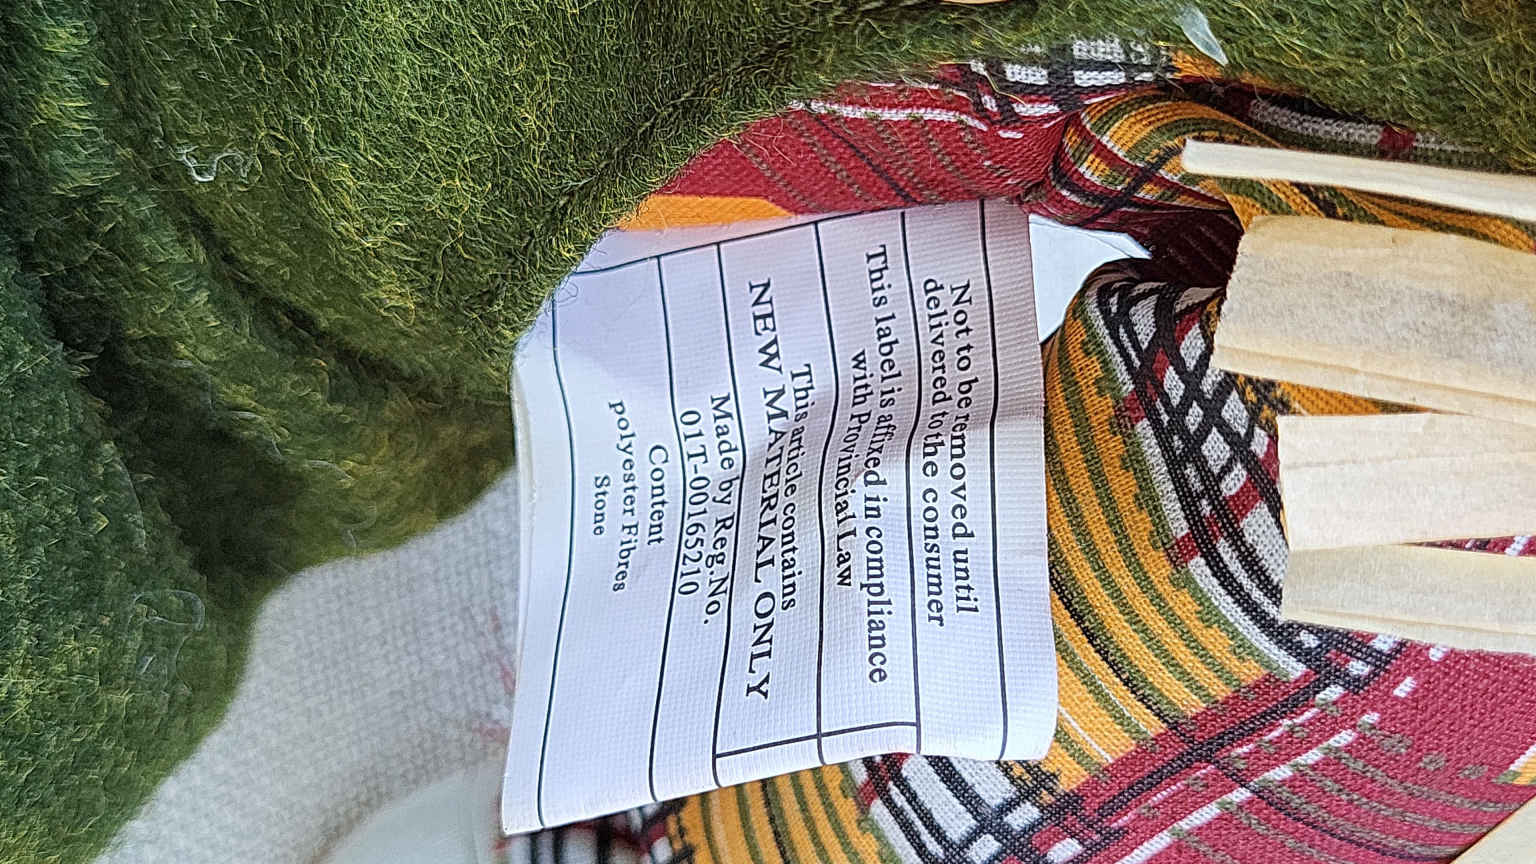 Not to be removed until
delivered to the consumer
This label is affixed in compliance
with Provincial Law
This article contains
NEW MATERIAL ONLY
Made by Reg.No.
01T-00165210
Content
polyester Fibres
Stone